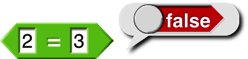 2 = 3
false